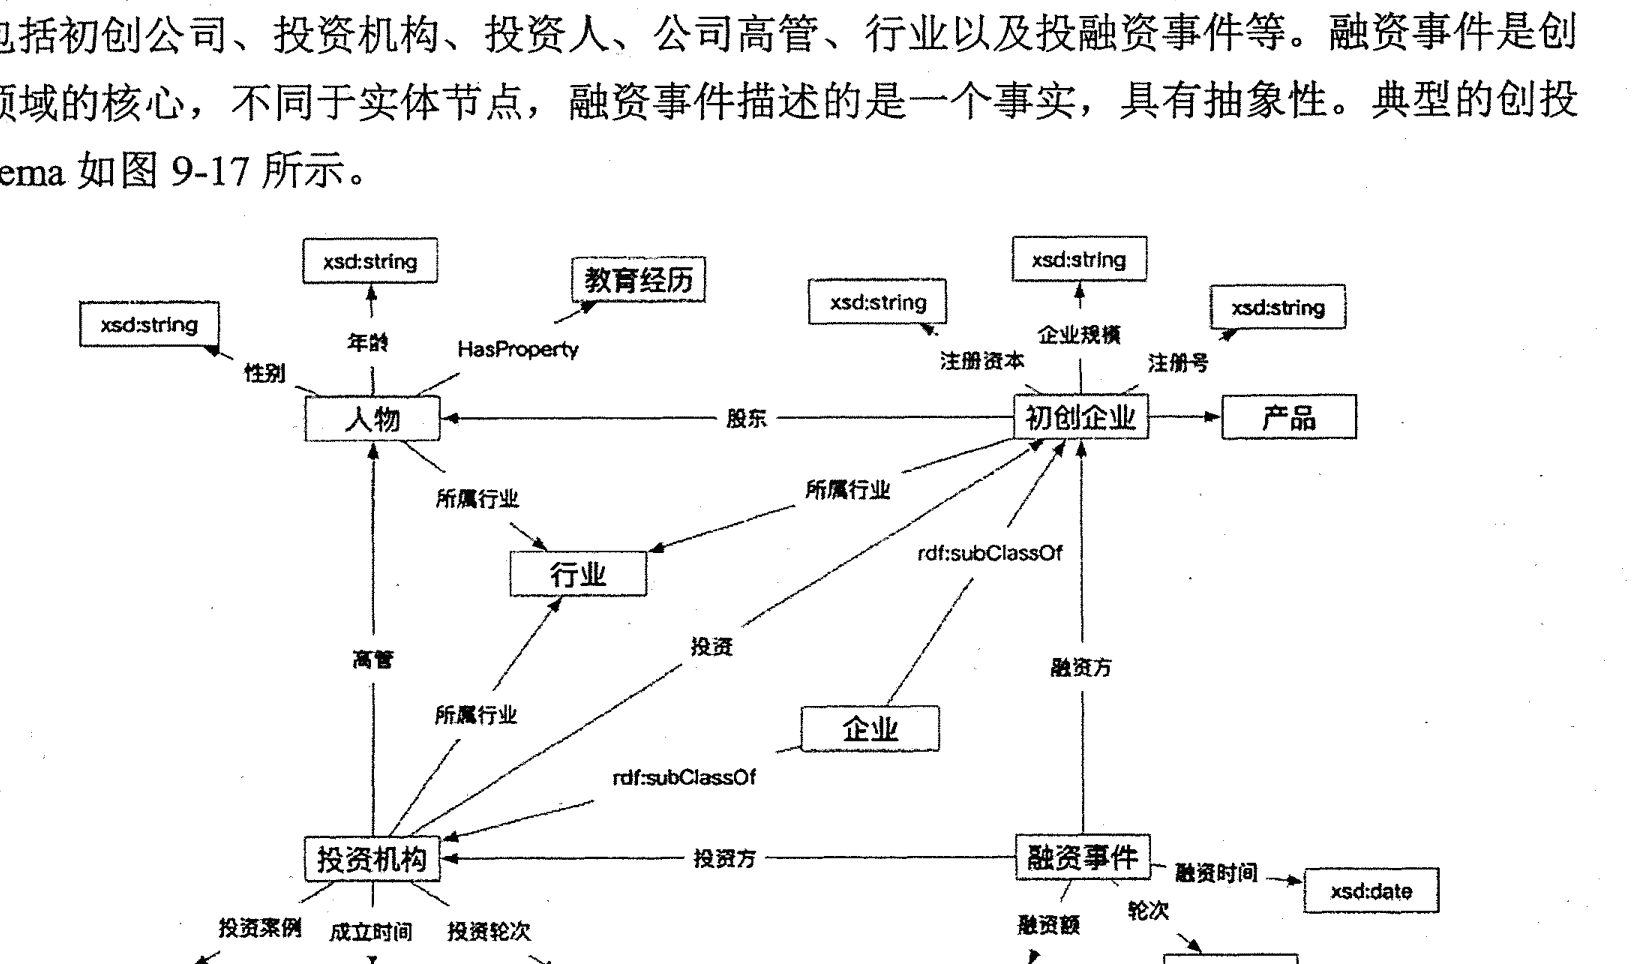 包括初创公司、投资机构、投资人、公司高管、行业以及投融资事件等。融资事件是创
领域的核心，不同于实体节点，融资事件描述的是一个事实，具有抽象性。典型的创投
ema 如图 9-17 所示。
xsd:string
xsd:string
教育经历
xsd:string
xsd:string
xsd:string
xsd:string
年龄
HasProperty
性别
企业规模
注册资本
注册号
人物
股东
初创企业
产品
所属行业
所属行业
rdf:subClassOf
行业
投资
高管
融资方
所属行业
企业
rdf:subClassOf
投资机构
投资方
融资事件
融资时间
xsd:date
投资案例
成立时间
投资轮次
融资额
轮次